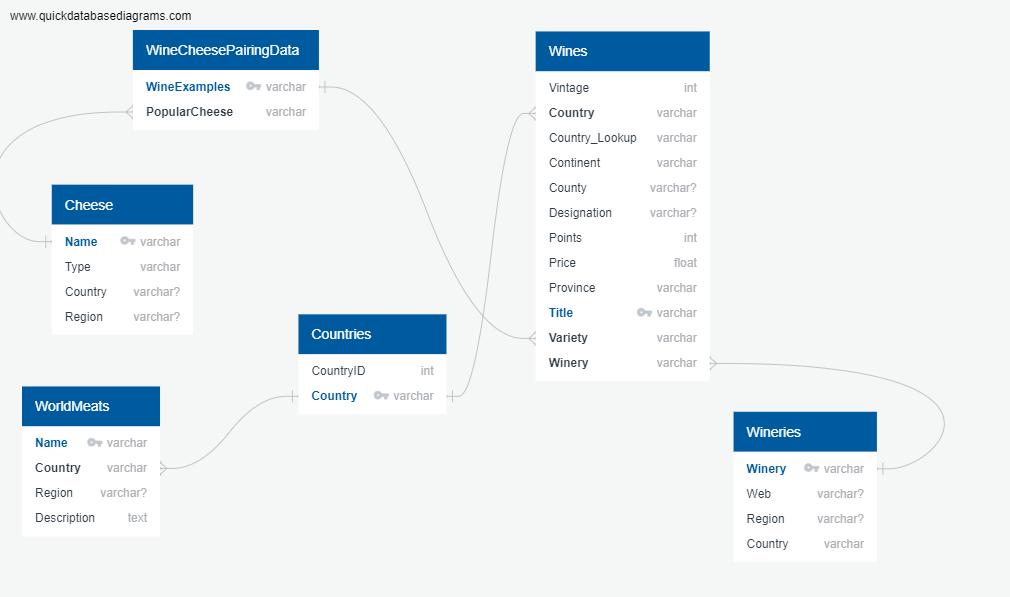 www.quickdatabasediagrams.com
WineCheesePairingData
WineExamples varchar
PopularCheese varchar
Cheese
Name varchar
Type varchar
Country varchar?
Region varchar?
WorldMeats
Name varchar
Country varchar
Region varchar?
Description text
Countries
CountryID int
Country varchar
Wines
Vintage int
Country varchar
Country_Lookup varchar
Continent varchar
County varchar?
Designation varchar?
Points int
Price float
Province varchar
Title varchar
Variety varchar
Winery varchar
Wineries
Winery varchar
Web varchar?
Region varchar?
Country varchar